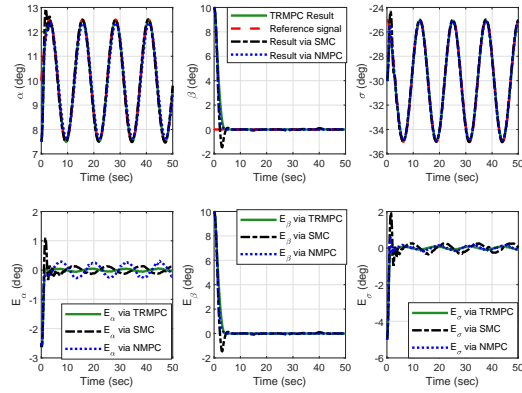 13
12
11
10
9
8
7
α (deg)
0 10 20 30 40 50
Time (sec)
10
8
6
4
2
0
-2
β (deg)
TRMPC Result
Reference signal
Result via SMC
Result via NMPC
0 10 20 30 40 50
Time (sec)
-24
-26
-28
-30
-32
-34
-36
σ (deg)
0 10 20 30 40 50
Time (sec)
2
1
0
-1
-2
-3
E_α (deg)
E_α via TRMPC
E_α via SMC
E_α via NMPC
0 10 20 30 40 50
Time (sec)
10
8
6
4
2
0
-2
E_β (deg)
E_β via TRMPC
E_β via SMC
E_β via NMPC
0 10 20 30 40 50
Time (sec)
2
0
-2
-4
-6
E_σ (deg)
E_σ via TRMPC
E_σ via SMC
E_σ via NMPC
0 10 20 30 40 50
Time (sec)